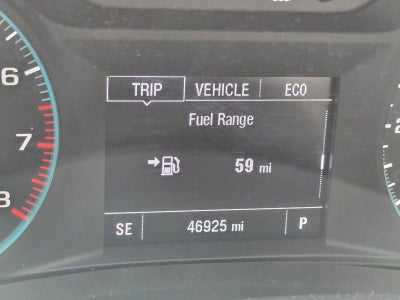 TRIP VEHICLE ECO
Fuel Range
59 mi
SE 46925 mi P
6
7
8